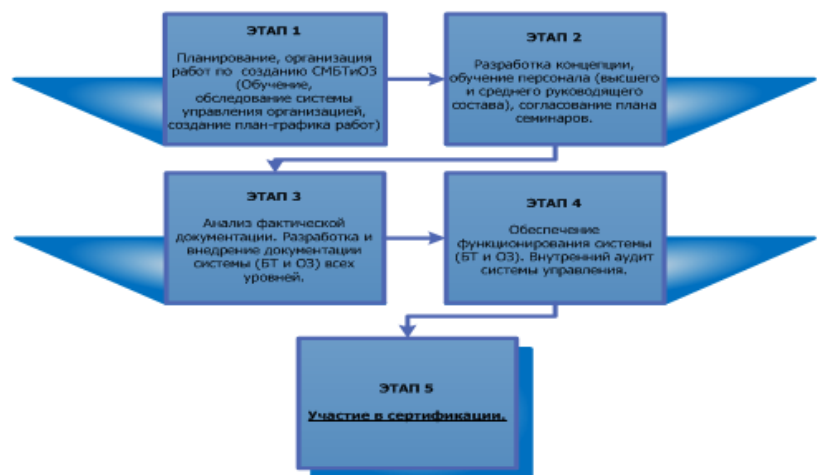 ЭТАП 1
Планирование, организация
работ по созданию СМБТиОЗ
(Обучение,
обследование системы
управления организацией,
создание план-графика работ)
ЭТАП 2
Разработка концепции,
обучение персонала (высшего
и среднего руководящего
состава), согласование плана
семинаров.
ЭТАП 3
Анализ фактической
документации. Разработка и
внедрение документации
системы (БТ и ОЗ) всех
уровней.
ЭТАП 4
Обеспечение
функционирования системы
(БТ и ОЗ). Внутренний аудит
системы управления.
ЭТАП 5
Участие в сертификации.